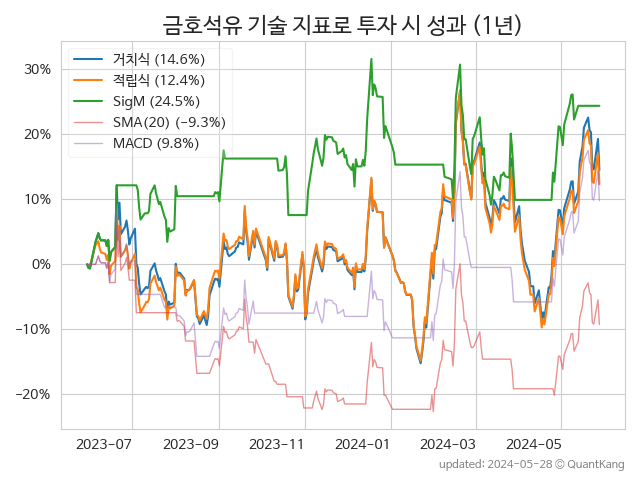 금호석유 기술 지표로 투자 시 성과 (1년)
거치식 (14.6%)
적립식 (12.4%)
SigM (24.5%)
SMA(20) (−9.3%)
MACD (9.8%)
30%
20%
10%
0%
−10%
−20%
2023−07 2023−09 2023−11 2024−01 2024−03 2024−05
updated: 2024−05−28 © QuantKang